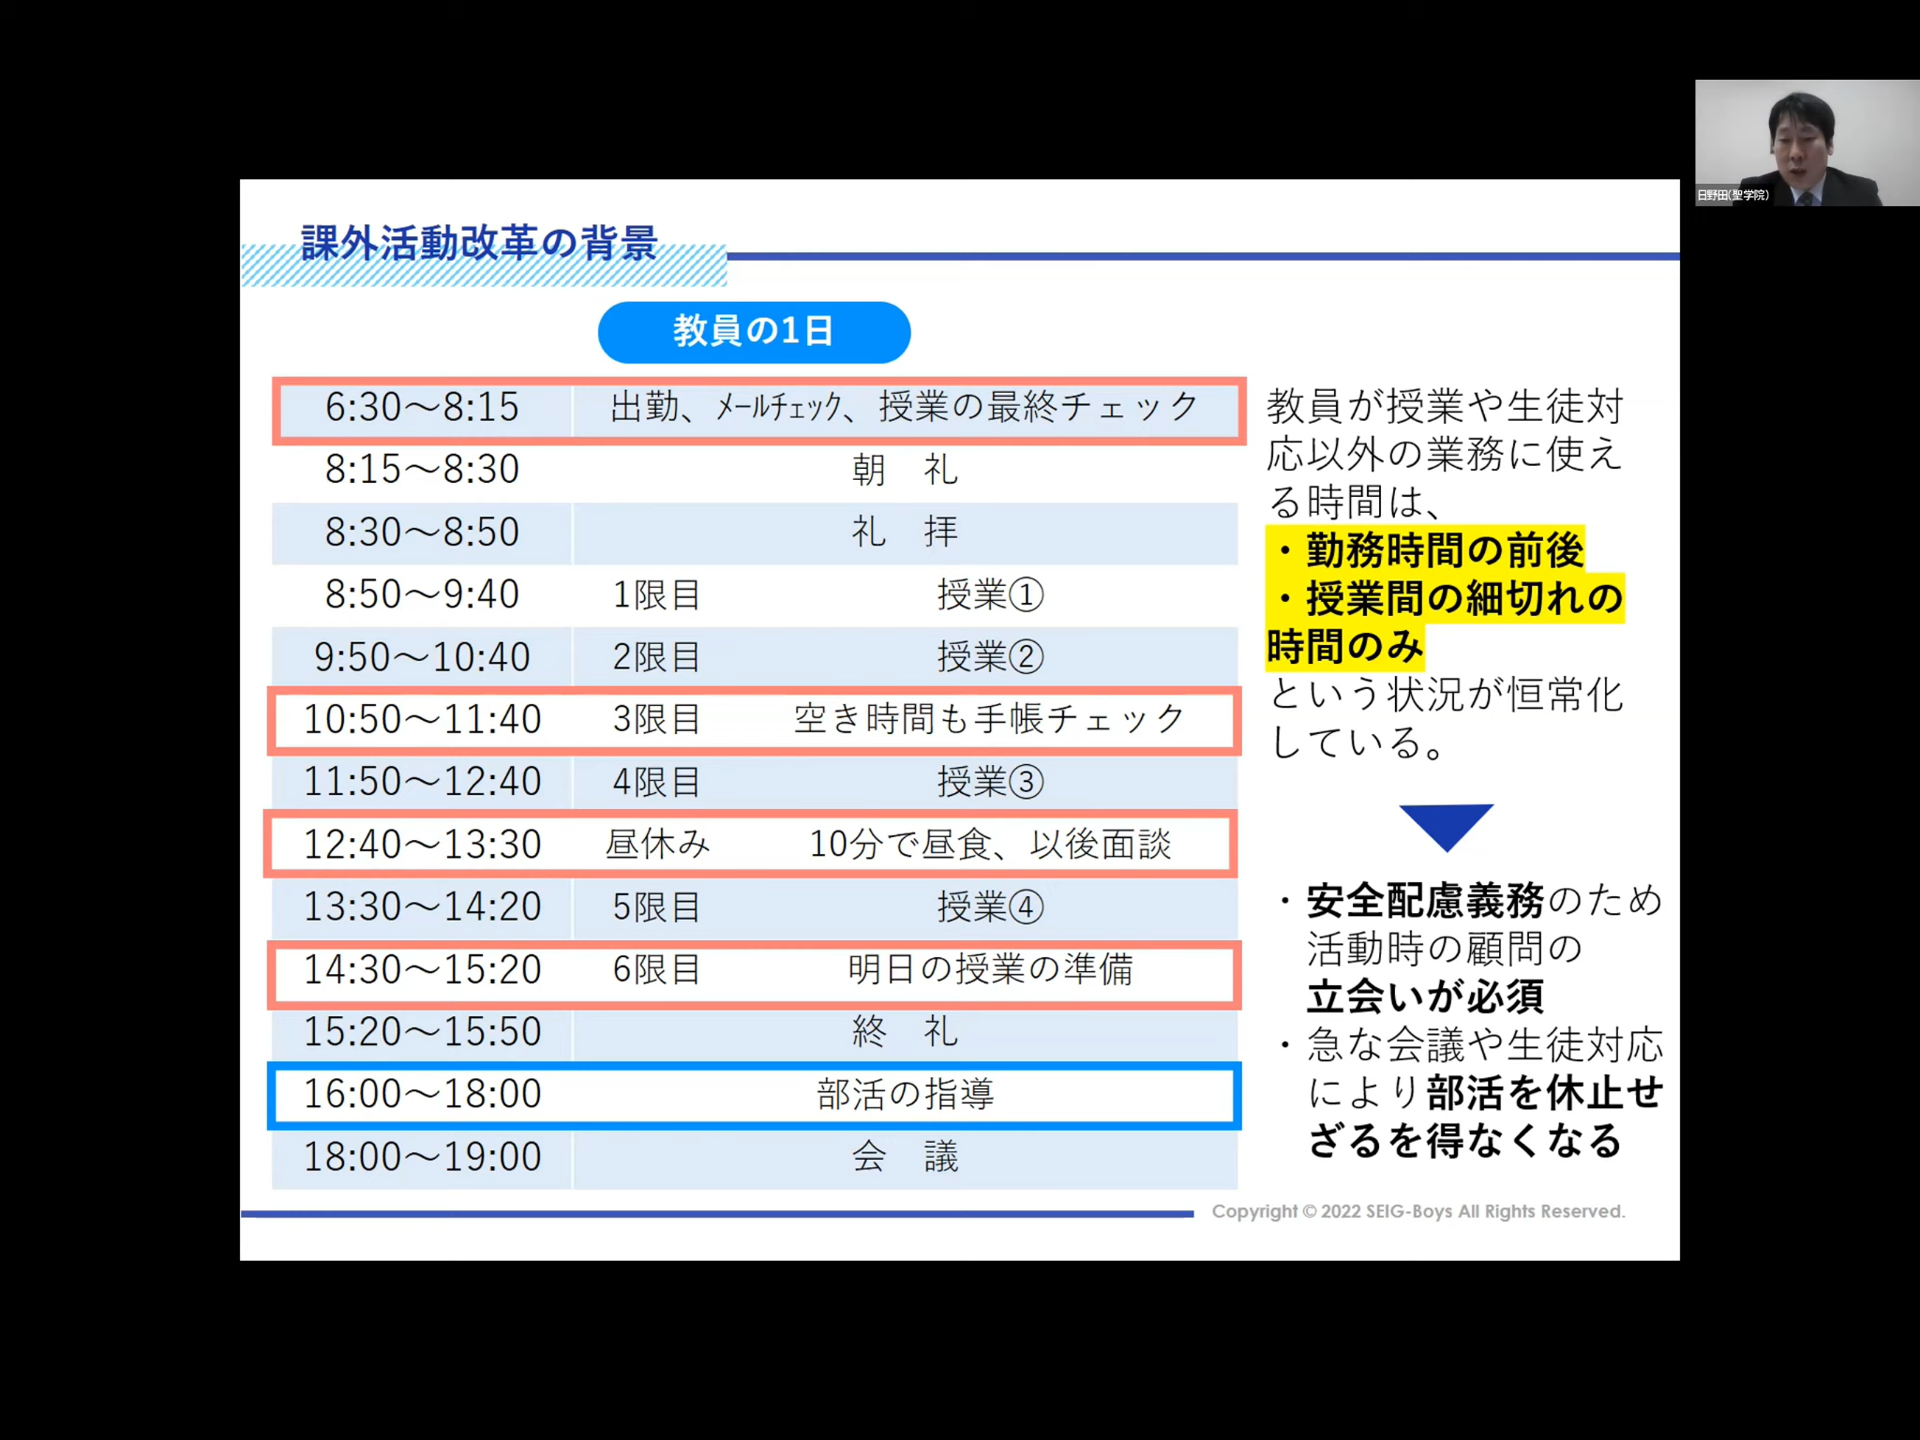 日野田(聖学院)
課外活動改革の背景
教員の1日
6:30～8:15 出勤、ﾒｰﾙﾁｪｯｸ、授業の最終チェック
8:15～8:30 朝　礼
8:30～8:50 礼　拝
8:50～9:40 1限目 授業①
9:50～10:40 2限目 授業②
10:50～11:40 3限目 空き時間も手帳チェック
11:50～12:40 4限目 授業③
12:40～13:30 昼休み 10分で昼食、以後面談
13:30～14:20 5限目 授業④
14:30～15:20 6限目 明日の授業の準備
15:20～15:50 終　礼
16:00～18:00 部活の指導
18:00～19:00 会　議
教員が授業や生徒対
応以外の業務に使え
る時間は、
・勤務時間の前後
・授業間の細切れの
時間のみ
という状況が恒常化
している。
・安全配慮義務のため
活動時の顧問の
立会いが必須
・急な会議や生徒対応
により部活を休止せ
ざるを得なくなる
Copyright © 2022 SEIG-Boys All Rights Reserved.